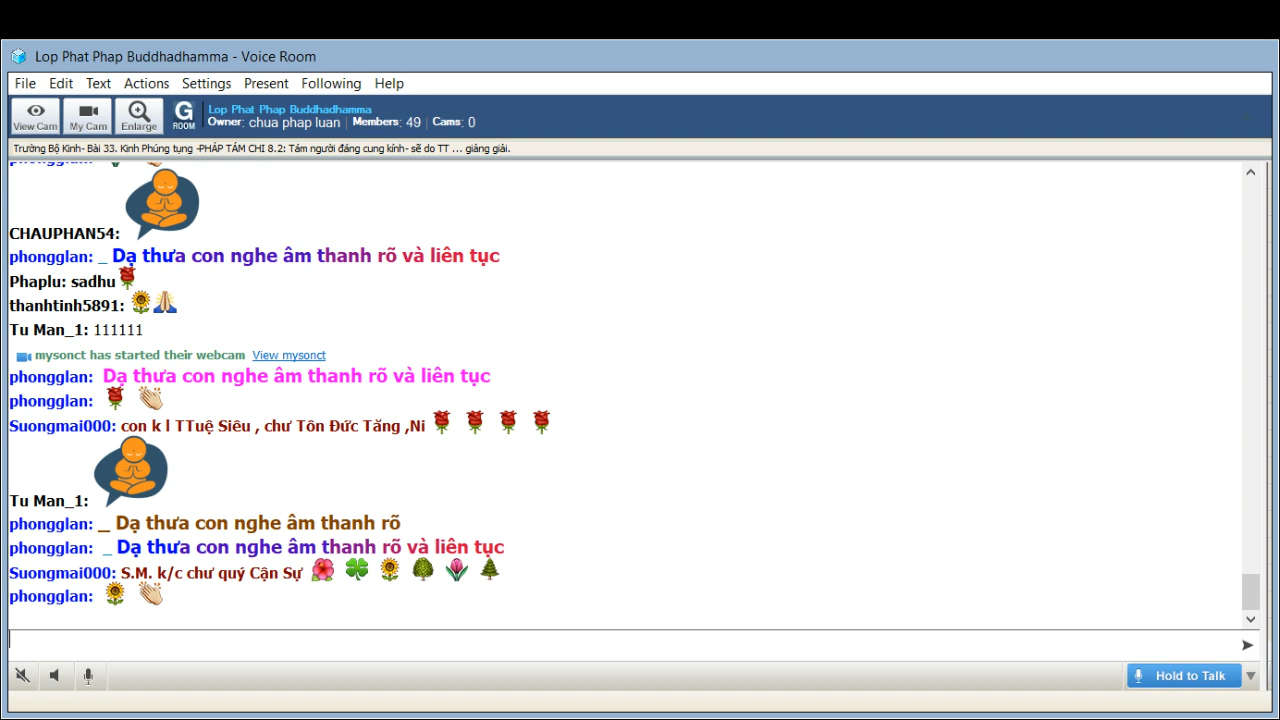 Lop Phat Phap Buddhadhamma - Voice Room
File Edit Text Actions Settings Present Following Help
View Cam My Cam Enlarge G ROOM Lop Phat Phap Buddhadhamma
Owner: chua phap luan | Members: 49 | Cams: 0
Trường Bộ Kinh- Bài 33. Kinh Phúng tụng -PHÁP TÁM CHI 8.2: Tám người đáng cung kính- sẽ do TT ... giảng giải.
phongglan:
CHAUPHAN54:
phongglan: _ Dạ thưa con nghe âm thanh rõ và liên tục
Phaplu: sadhu
thanhtinh5891:
Tu Man_1: 111111
mysonct has started their webcam View mysonct
phongglan: Dạ thưa con nghe âm thanh rõ và liên tục
phongglan:
Suongmai000: con k l TTuệ Siêu , chư Tôn Đức Tăng ,Ni
Tu Man_1:
phongglan: _ Dạ thưa con nghe âm thanh rõ
phongglan: _ Dạ thưa con nghe âm thanh rõ và liên tục
Suongmai000: S.M. k/c chư quý Cận Sự
phongglan:
Hold to Talk